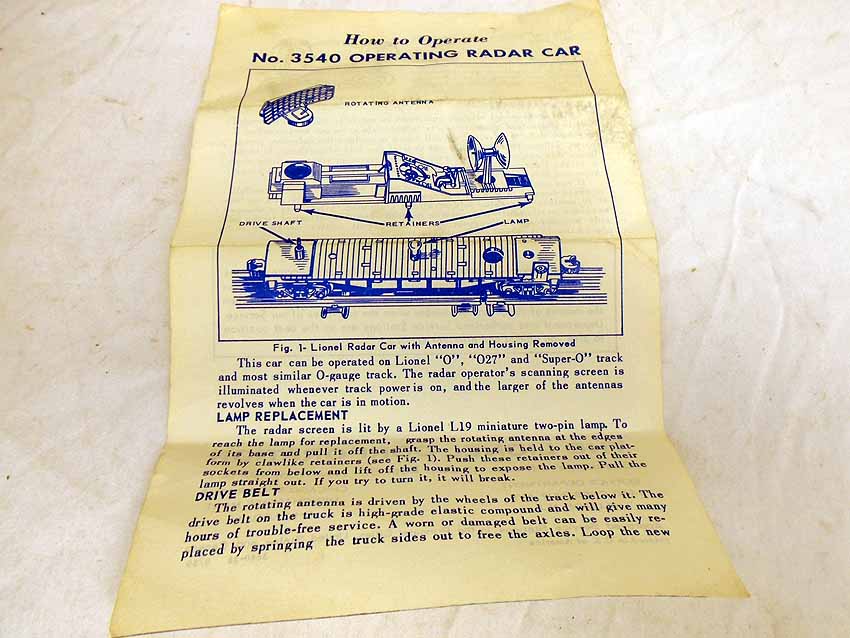 How to Operate
No. 3540 OPERATING RADAR CAR
ROTATING ANTENNA
DRIVE SHAFT
RETAINERS
LAMP
Fig. 1- Lionel Radar Car with Antenna and Housing Removed
This car can be operated on Lionel "O", "O27" and "Super-O" track
and most similar O-gauge track. The radar operator's scanning screen is
illuminated whenever track power is on, and the larger of the antennas
revolves when the car is in motion.
LAMP REPLACEMENT
The radar screen is lit by a Lionel L19 miniature two-pin lamp. To
reach the lamp for replacement, grasp the rotating antenna at the edges
of its base and pull it off the shaft. The housing is held to the car plat-
form by clawlike retainers (see Fig. 1). Push these retainers out of their
sockets from below and lift off the housing to expose the lamp. Pull the
lamp straight out. If you try to turn it, it will break.
DRIVE BELT
The rotating antenna is driven by the wheels of the truck below it. The
drive belt on the truck is high-grade elastic compound and will give many
hours of trouble-free service. A worn or damaged belt can be easily re-
placed by springing the truck sides out to free the axles. Loop the new